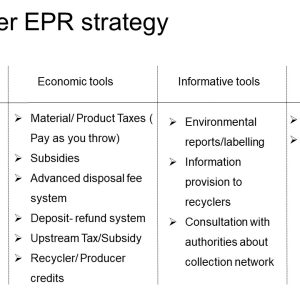 er EPR strategy
Economic tools
➢ Material/ Product Taxes (
Pay as you throw)
➢ Subsidies
➢ Advanced disposal fee
system
➢ Deposit- refund system
➢ Upstream Tax/Subsidy
➢ Recycler/ Producer
credits
Informative tools
➢ Environmental
reports/labelling
➢ Information
provision to
recyclers
➢ Consultation with
authorities about
collection network
➢
➢